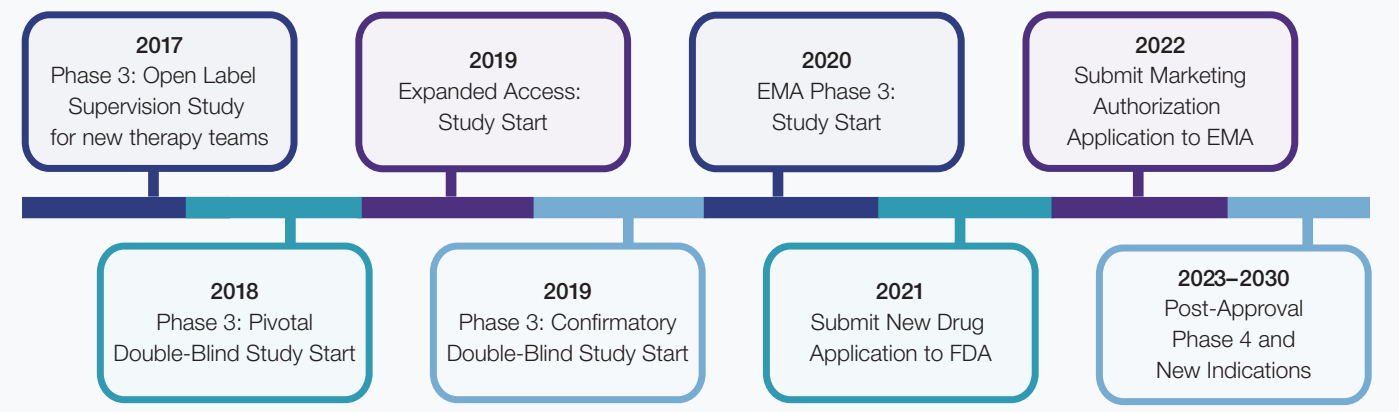 2017
Phase 3: Open Label
Supervision Study
for new therapy teams
2018
Phase 3: Pivotal
Double-Blind Study Start
2019
Expanded Access:
Study Start
2019
Phase 3: Confirmatory
Double-Blind Study Start
2020
EMA Phase 3:
Study Start
2021
Submit New Drug
Application to FDA
2022
Submit Marketing
Authorization
Application to EMA
2023–2030
Post-Approval
Phase 4 and
New Indications